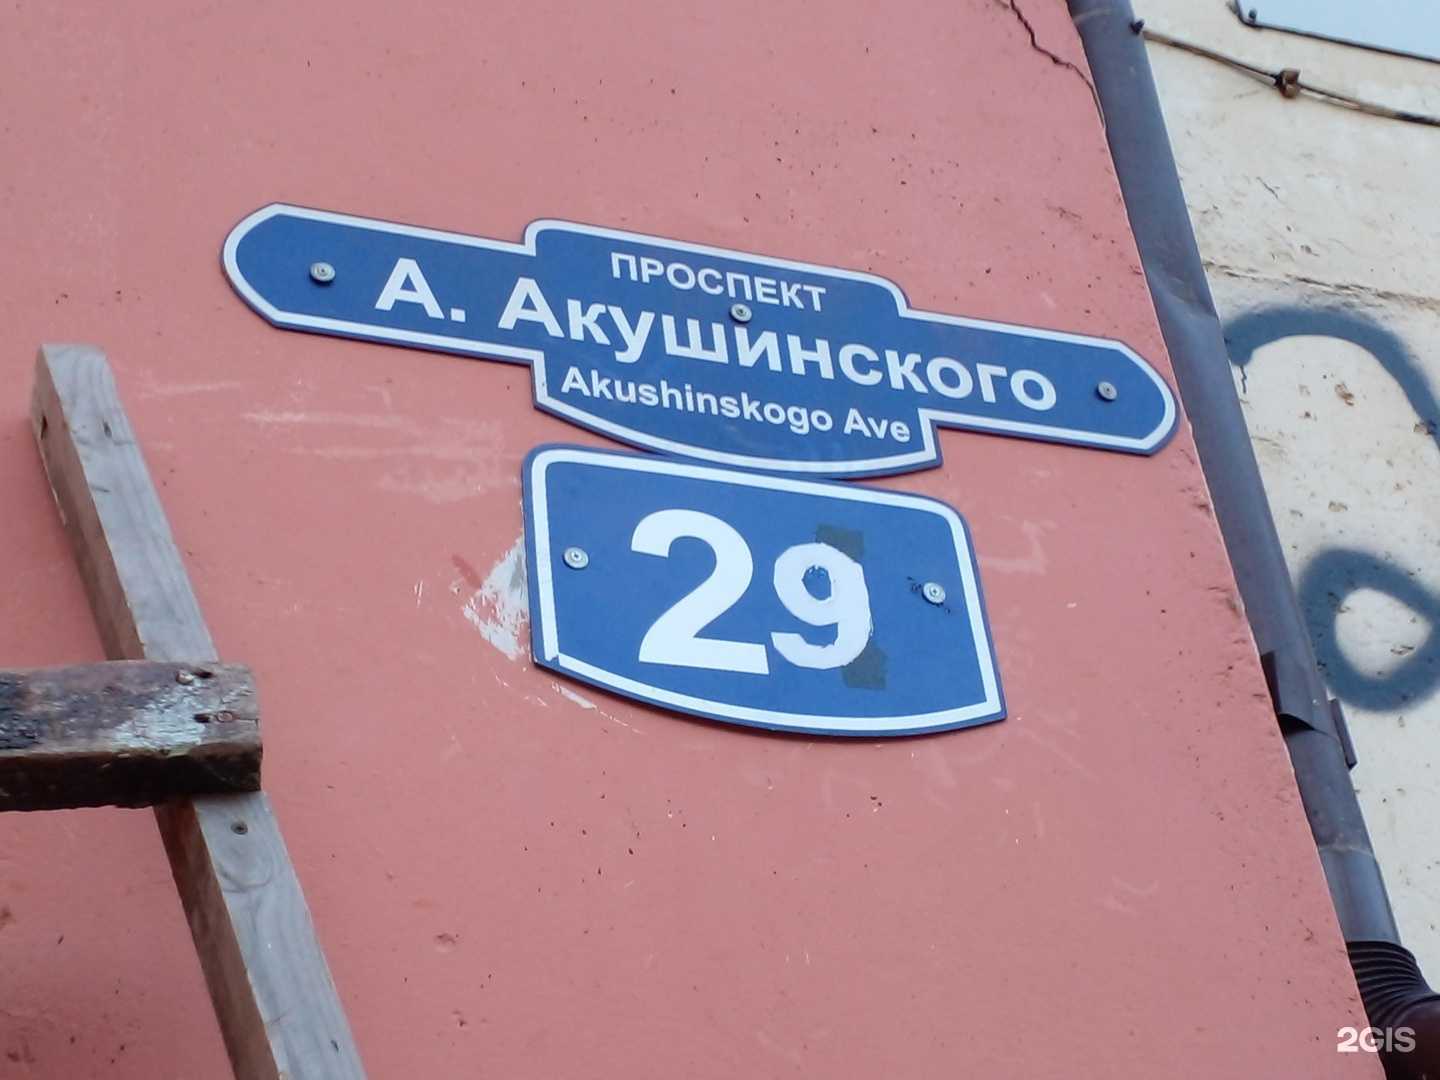 ПРОСПЕКТ
А. Акушинского
Akushinskogo Ave
29
2GIS